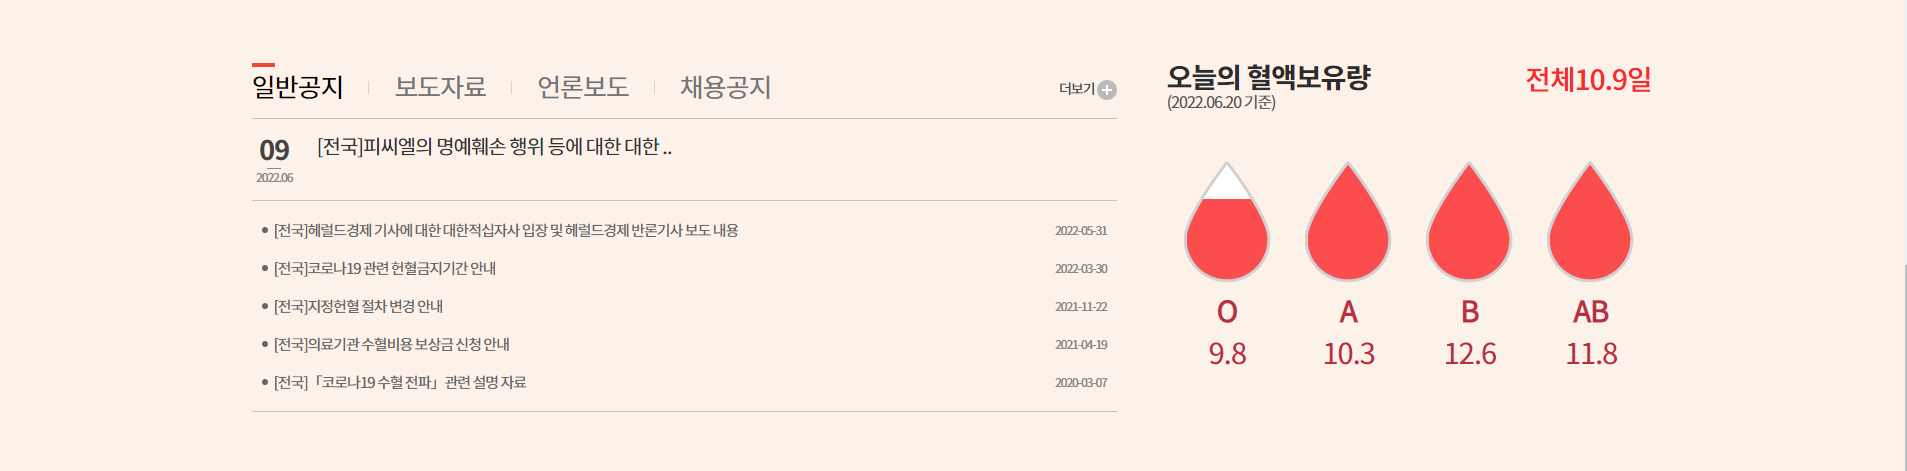 일반공지
보도자료
언론보도
채용공지
더보기
09
2022.06
[전국]피씨엘의 명예훼손 행위 등에 대한 대한 ..
[전국]헤럴드경제 기사에 대한 대한적십자사 입장 및 헤럴드경제 반론기사 보도 내용 2022-05-31
[전국]코로나19 관련 헌혈금지기간 안내 2022-03-30
[전국]지정헌혈 절차 변경 안내 2021-11-22
[전국]의료기관 수혈비용 보상금 신청 안내 2021-04-19
[전국]「코로나19 수혈 전파」관련 설명 자료 2020-03-07
오늘의 혈액보유량
전체10.9일
(2022.06.20 기준)
O A B AB
9.8 10.3 12.6 11.8